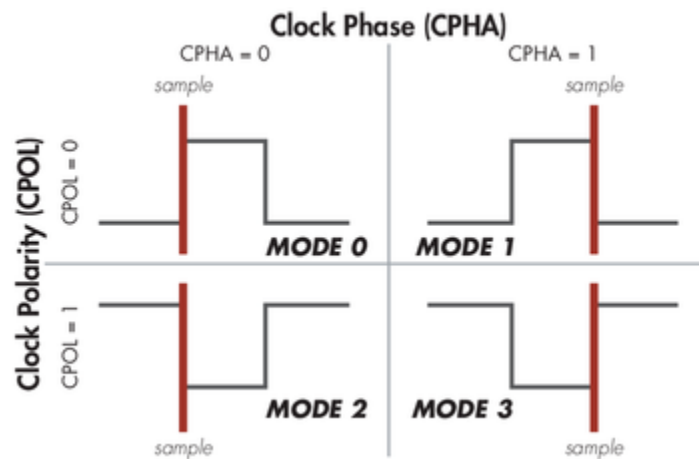 Clock Phase (CPHA)
CPHA = 0
CPHA = 1
sample
sample
Clock Polarity (CPOL)
CPOL = 0
MODE 0
MODE 1
CPOL = 1
MODE 2
MODE 3
sample
sample